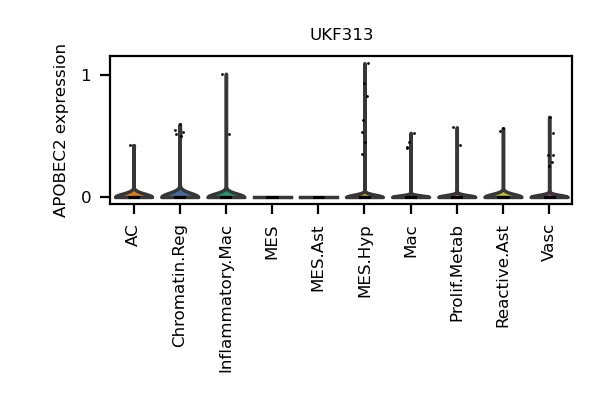 UKF313
APOBEC2 expression
1
0
AC
Chromatin.Reg
Inflammatory.Mac
MES
MES.Ast
MES.Hyp
Mac
Prolif.Metab
Reactive.Ast
Vasc